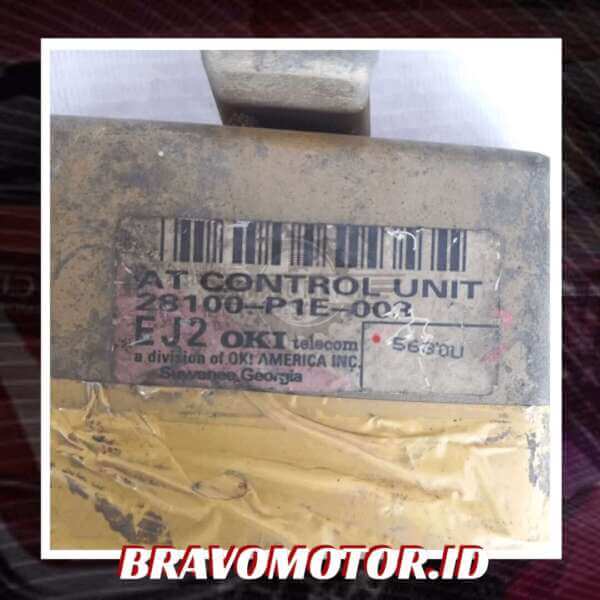 AT CONTROL UNIT
28100-P1E-003
EJ2 OKI telecom
a division of OKI AMERICA INC.
5630U
Suwanee, Georgia
BRAVOMOTOR.ID